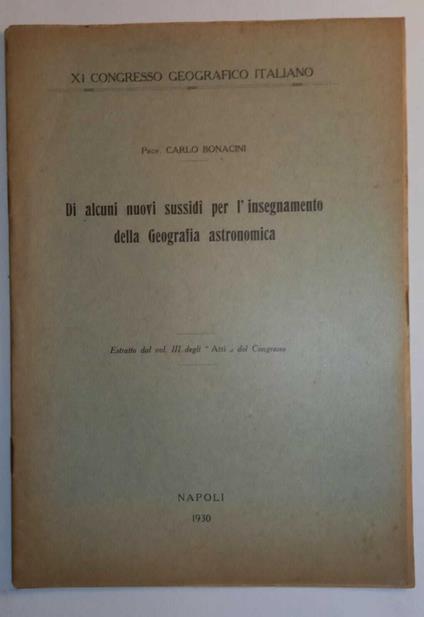 XI CONGRESSO GEOGRAFICO ITALIANO
Prof. CARLO BONACINI
Di alcuni nuovi sussidi per l'insegnamento
della Geografia astronomica
Estratto dal vol. III degli " Atti „ del Congresso
NAPOLI
1930